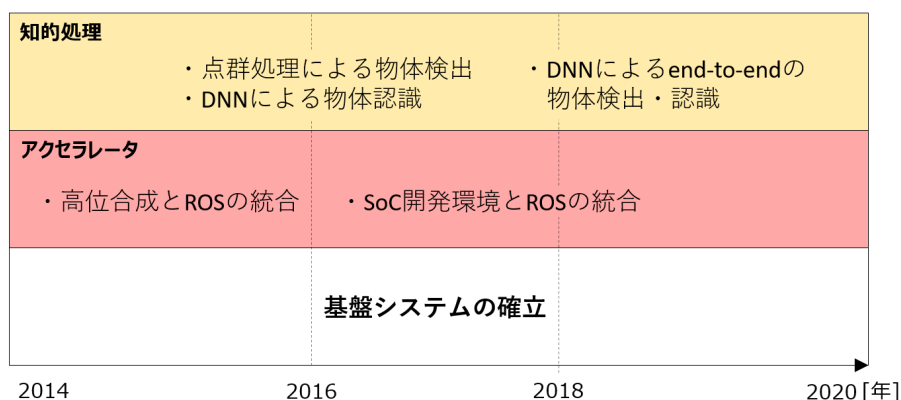 知的処理
・点群処理による物体検出
・DNNによる物体認識
・DNNによるend-to-endの
物体検出・認識
アクセラレータ
・高位合成とROSの統合
・SoC開発環境とROSの統合
基盤システムの確立
2014
2016
2018
2020[年]